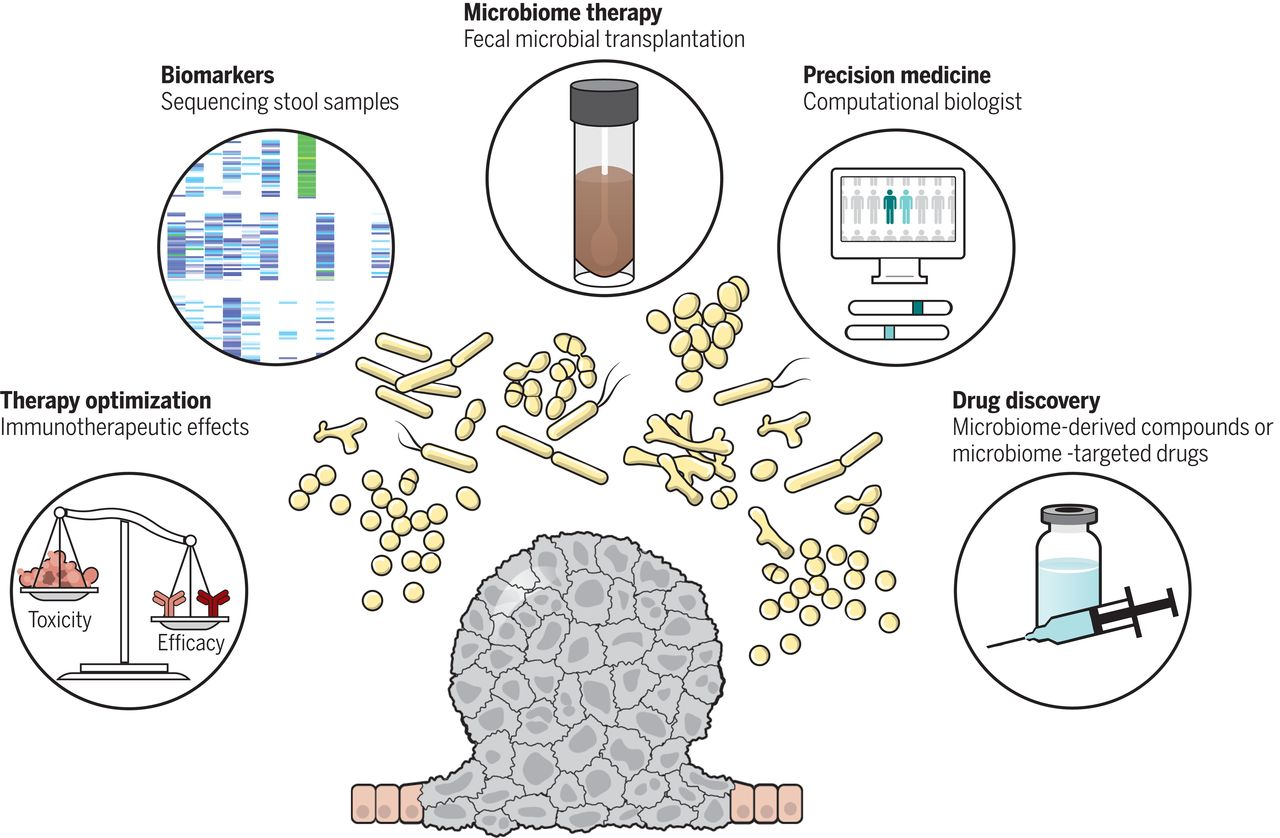 Microbiome therapy
Fecal microbial transplantation
Biomarkers
Sequencing stool samples
Precision medicine
Computational biologist
Therapy optimization
Immunotherapeutic effects
Drug discovery
Microbiome-derived compounds or
microbiome -targeted drugs
Toxicity
Efficacy